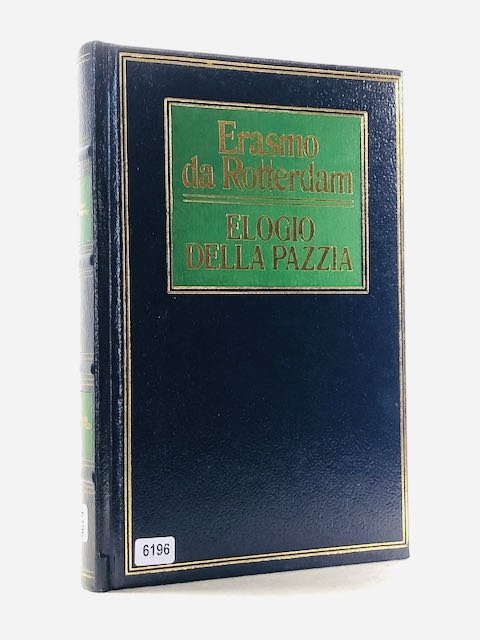 Erasmo
da Rotterdam
ELOGIO
DELLA PAZZIA
6196